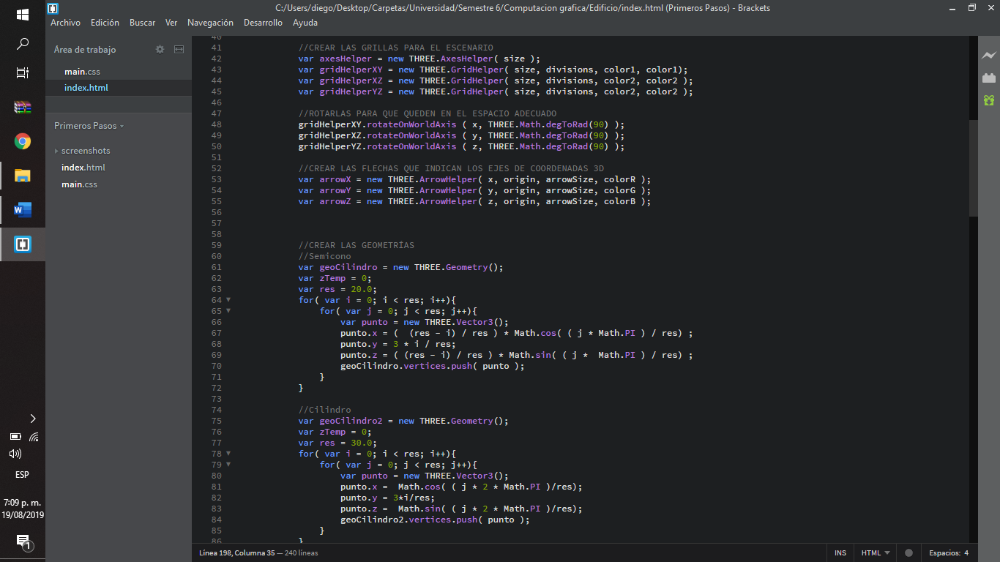 C:/Users/diego/Desktop/Carpetas/Universidad/Semestre 6/Computacion grafica/Edificio/index.html (Primeros Pasos) - Brackets
Archivo Edición Buscar Ver Navegación Desarrollo Ayuda
Área de trabajo
main.css
index.html
Primeros Pasos
screenshots
index.html
main.css
40
41 //CREAR LAS GRILLAS PARA EL ESCENARIO
42 var axesHelper = new THREE.AxesHelper( size );
43 var gridHelperXY = new THREE.GridHelper( size, divisions, color1, color1);
44 var gridHelperXZ = new THREE.GridHelper( size, divisions, color2, color2 );
45 var gridHelperYZ = new THREE.GridHelper( size, divisions, color2, color2 );
46
47 //ROTARLAS PARA QUE QUEDEN EN EL ESPACIO ADECUADO
48 gridHelperXY.rotateOnWorldAxis ( x, THREE.Math.degToRad(90) );
49 gridHelperXZ.rotateOnWorldAxis ( y, THREE.Math.degToRad(90) );
50 gridHelperYZ.rotateOnWorldAxis ( z, THREE.Math.degToRad(90) );
51
52 //CREAR LAS FLECHAS QUE INDICAN LOS EJES DE COORDENADAS 3D
53 var arrowX = new THREE.ArrowHelper( x, origin, arrowSize, colorR );
54 var arrowY = new THREE.ArrowHelper( y, origin, arrowSize, colorG );
55 var arrowZ = new THREE.ArrowHelper( z, origin, arrowSize, colorB );
56
57
58
59 //CREAR LAS GEOMETRÍAS
60 //Semicono
61 var geoCilindro = new THREE.Geometry();
62 var zTemp = 0;
63 var res = 20.0;
64 for( var i = 0; i < res; i++){
65 for( var j = 0; j < res; j++){
66 var punto = new THREE.Vector3();
67 punto.x = (  (res - i) / res ) * Math.cos( ( j * Math.PI ) / res) ;
68 punto.y = 3 * i / res;
69 punto.z = ( (res - i) / res ) * Math.sin( ( j *  Math.PI ) / res) ;
70 geoCilindro.vertices.push( punto );
71 }
72 }
73
74 //Cilindro
75 var geoCilindro2 = new THREE.Geometry();
76 var zTemp = 0;
77 var res = 30.0;
78 for( var i = 0; i < res; i++){
79 for( var j = 0; j < res; j++){
80 var punto = new THREE.Vector3();
81 punto.x =  Math.cos( ( j * 2 * Math.PI )/res);
82 punto.y = 3*i/res;
83 punto.z =  Math.sin( ( j * 2 * Math.PI )/res);
84 geoCilindro2.vertices.push( punto );
85 }
86 }
Línea 198, Columna 35 — 240 líneas
INS HTML Espacios: 4
ESP
7:09 p. m.
19/08/2019
1